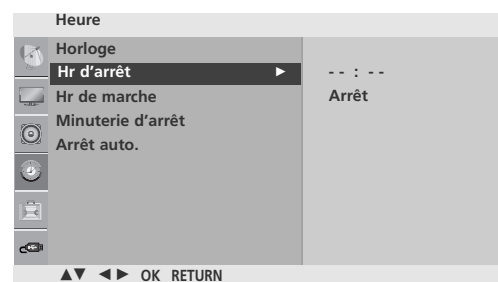 Heure
Horloge
Hr d'arrêt ► - - : - -
Hr de marche Arrêt
Minuterie d'arrêt
Arrêt auto.
▲▼ ◄► OK RETURN